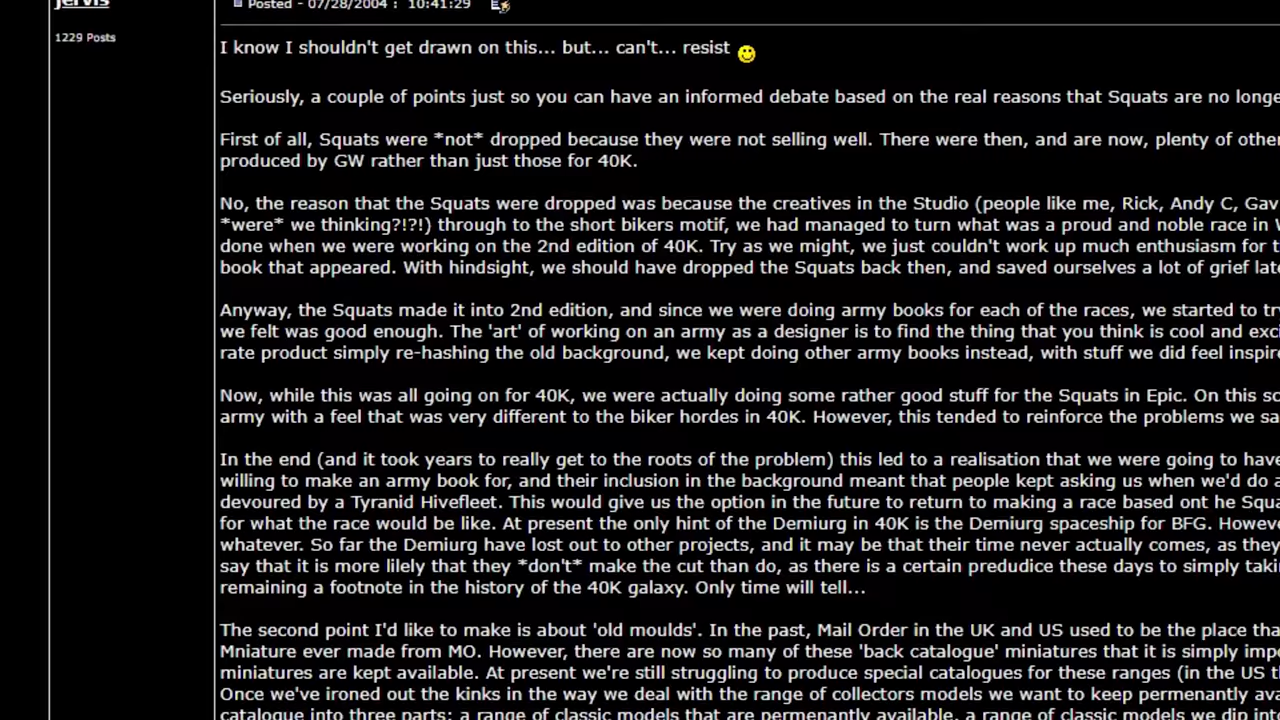 jervis
Posted - 07/28/2004 : 10:41:29
1229 Posts
I know I shouldn't get drawn on this... but... can't... resist
Seriously, a couple of points just so you can have an informed debate based on the real reasons that Squats are no longe
First of all, Squats were *not* dropped because they were not selling well. There were then, and are now, plenty of othe
produced by GW rather than just those for 40K.
No, the reason that the Squats were dropped was because the creatives in the Studio (people like me, Rick, Andy C, Gav
*were* we thinking?!?!) through to the short bikers motif, we had managed to turn what was a proud and noble race in W
done when we were working on the 2nd edition of 40K. Try as we might, we just couldn't work up much enthusiasm for t
book that appeared. With hindsight, we should have dropped the Squats back then, and saved ourselves a lot of grief late
Anyway, the Squats made it into 2nd edition, and since we were doing army books for each of the races, we started to try
we felt was good enough. The 'art' of working on an army as a designer is to find the thing that you think is cool and exci
rate product simply re-hashing the old background, we kept doing other army books instead, with stuff we did feel inspire
Now, while this was all going on for 40K, we were actually doing some rather good stuff for the Squats in Epic. On this sc
army with a feel that was very different to the biker hordes in 40K. However, this tended to reinforce the problems we sa
In the end (and it took years to really get to the roots of the problem) this led to a realisation that we were going to have
willing to make an army book for, and their inclusion in the background meant that people kept asking us when we'd do a
devoured by a Tyranid Hivefleet. This would give us the option in the future to return to making a race based ont he Squa
for what the race would be like. At present the only hint of the Demiurg in 40K is the Demiurg spaceship for BFG. Howeve
whatever. So far the Demiurg have lost out to other projects, and it may be that their time never actually comes, as they
say that it is more lilely that they *don't* make the cut than do, as there is a certain predudice these days to simply takin
remaining a footnote in the history of the 40K galaxy. Only time will tell...
The second point I'd like to make is about 'old moulds'. In the past, Mail Order in the UK and US used to be the place tha
Mniature ever made from MO. However, there are now so many of these 'back catalogue' miniatures that it is simply impo
miniatures are kept available. At present we're still struggling to produce special catalogues for these ranges (in the US th
Once we've ironed out the kinks in the way we deal with the range of collectors models we want to keep permenantly ava
catalogue into three parts: a range of classic models that are permenantly available, a range of classic models we dip into